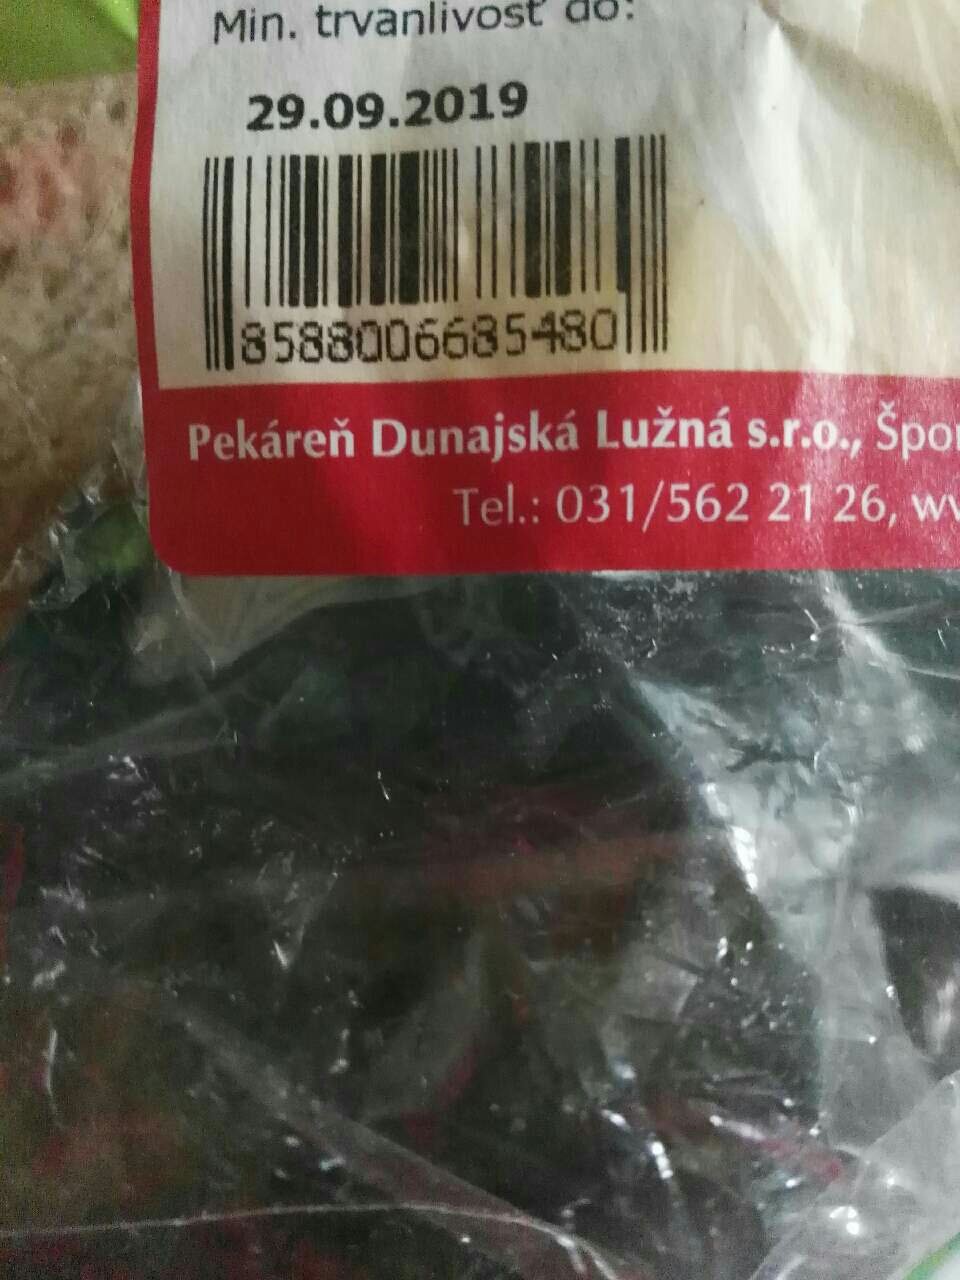 Min. trvanlivosť do:
29.09.2019
8588006685480
Pekáreň Dunajská Lužná s.r.o.,
Tel.: 031/562 21 26,